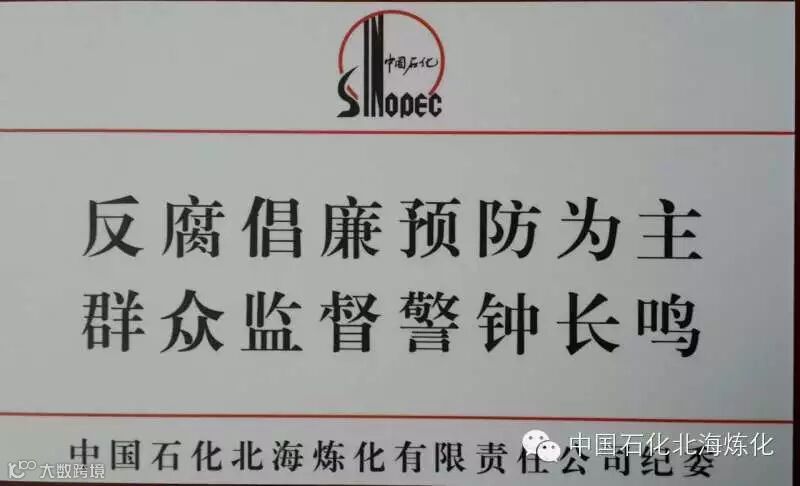 中国石化
SINOPEC
反腐倡廉预防为主
群众监督警钟长鸣
中国石化北海炼化有限责任公司纪委
中国石化北海炼化
大数跨境